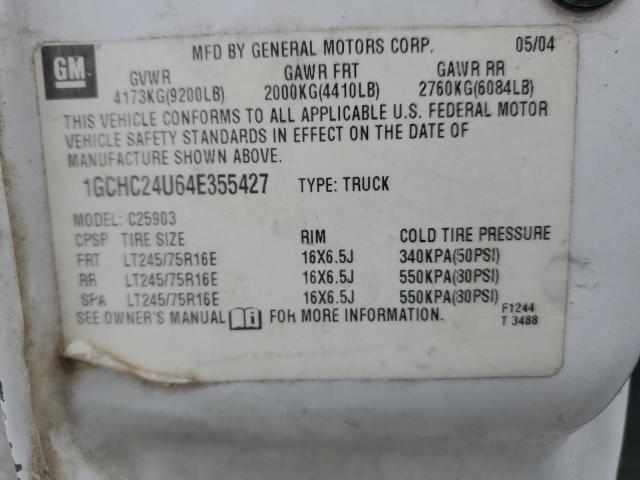 GM
MFD BY GENERAL MOTORS CORP. 05/04
GVWR GAWR FRT GAWR RR
4173KG(9200LB) 2000KG(4410LB) 2760KG(6084LB)
THIS VEHICLE CONFORMS TO ALL APPLICABLE U.S. FEDERAL MOTOR
VEHICLE SAFETY STANDARDS IN EFFECT ON THE DATE OF
MANUFACTURE SHOWN ABOVE.
1GCHC24U64E355427 TYPE: TRUCK
MODEL: C25903
CPSP TIRE SIZE RIM COLD TIRE PRESSURE
FRT LT245/75R16E 16X6.5J 340KPA(50PSI)
RR LT245/75R16E 16X6.5J 550KPA(30PSI)
SPA LT245/75R16E 16X6.5J 550KPA(30PSI)
SEE OWNER'S MANUAL FOR MORE INFORMATION. F1244
T 3488